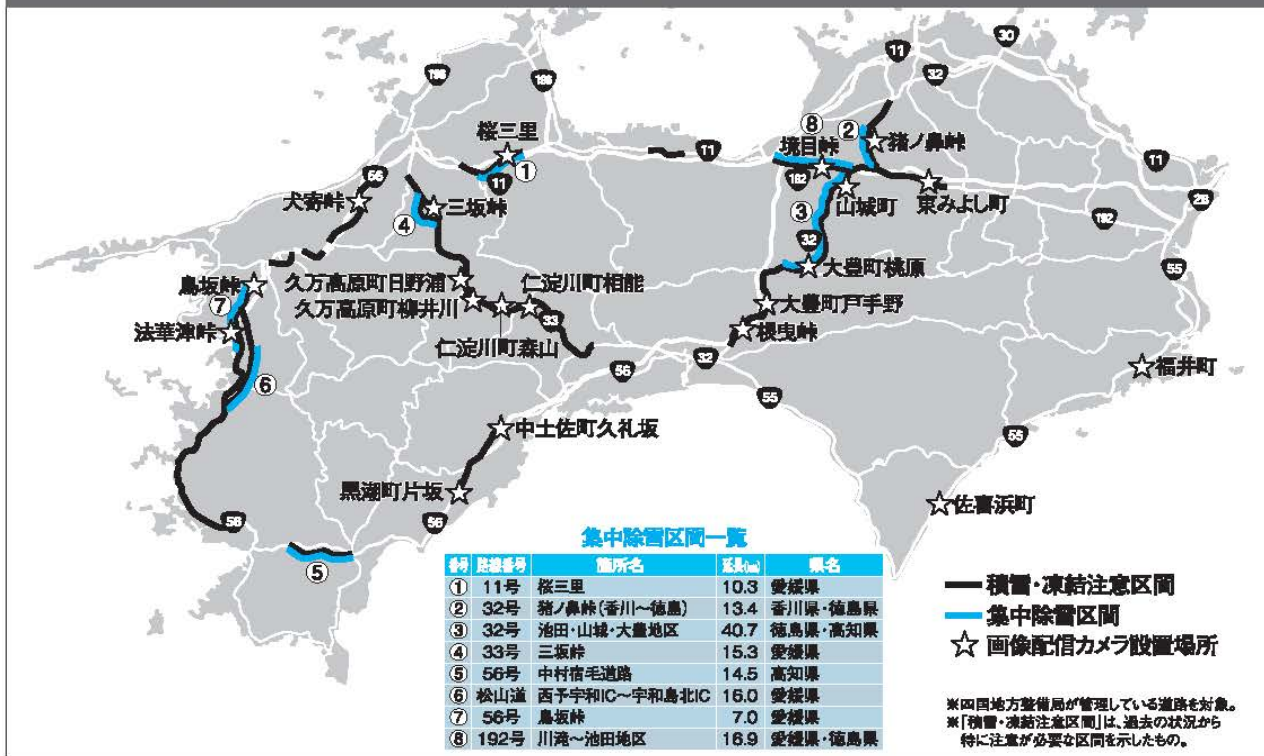 196
196
11
30
32
桜三里
①
11
11
⑧
②
猪ノ鼻峠
境目峠
11
56
犬寄峠
④
三坂峠
192
山城町
東みよし町
28
192
③
32
55
鳥坂峠
⑦
久万高原町日野浦
仁淀川町相能
大豊町桃原
久万高原町柳井川
33
大豊町戸手野
法華津峠
仁淀川町森山
根曳峠
32
56
福井町
⑥
55
55
中土佐町久礼坂
黒潮町片坂
佐喜浜町
56
56
⑤
集中除雪区間一覧
番号 路線番号 箇所名 延長(km) 県名
① 11号 桜三里 10.3 愛媛県
② 32号 猪ノ鼻峠(香川~徳島) 13.4 香川県・徳島県
③ 32号 池田・山城・大豊地区 40.7 徳島県・高知県
④ 33号 三坂峠 15.3 愛媛県
⑤ 56号 中村宿毛道路 14.5 高知県
⑥ 松山道 西予宇和IC~宇和島北IC 16.0 愛媛県
⑦ 56号 鳥坂峠 7.0 愛媛県
⑧ 192号 川滝~池田地区 16.9 愛媛県・徳島県
積雪・凍結注意区間
集中除雪区間
画像配信カメラ設置場所
※四国地方整備局が管理している道路を対象。
※「積雪・凍結注意区間」は、過去の状況から
特に注意が必要な区間を示したもの。